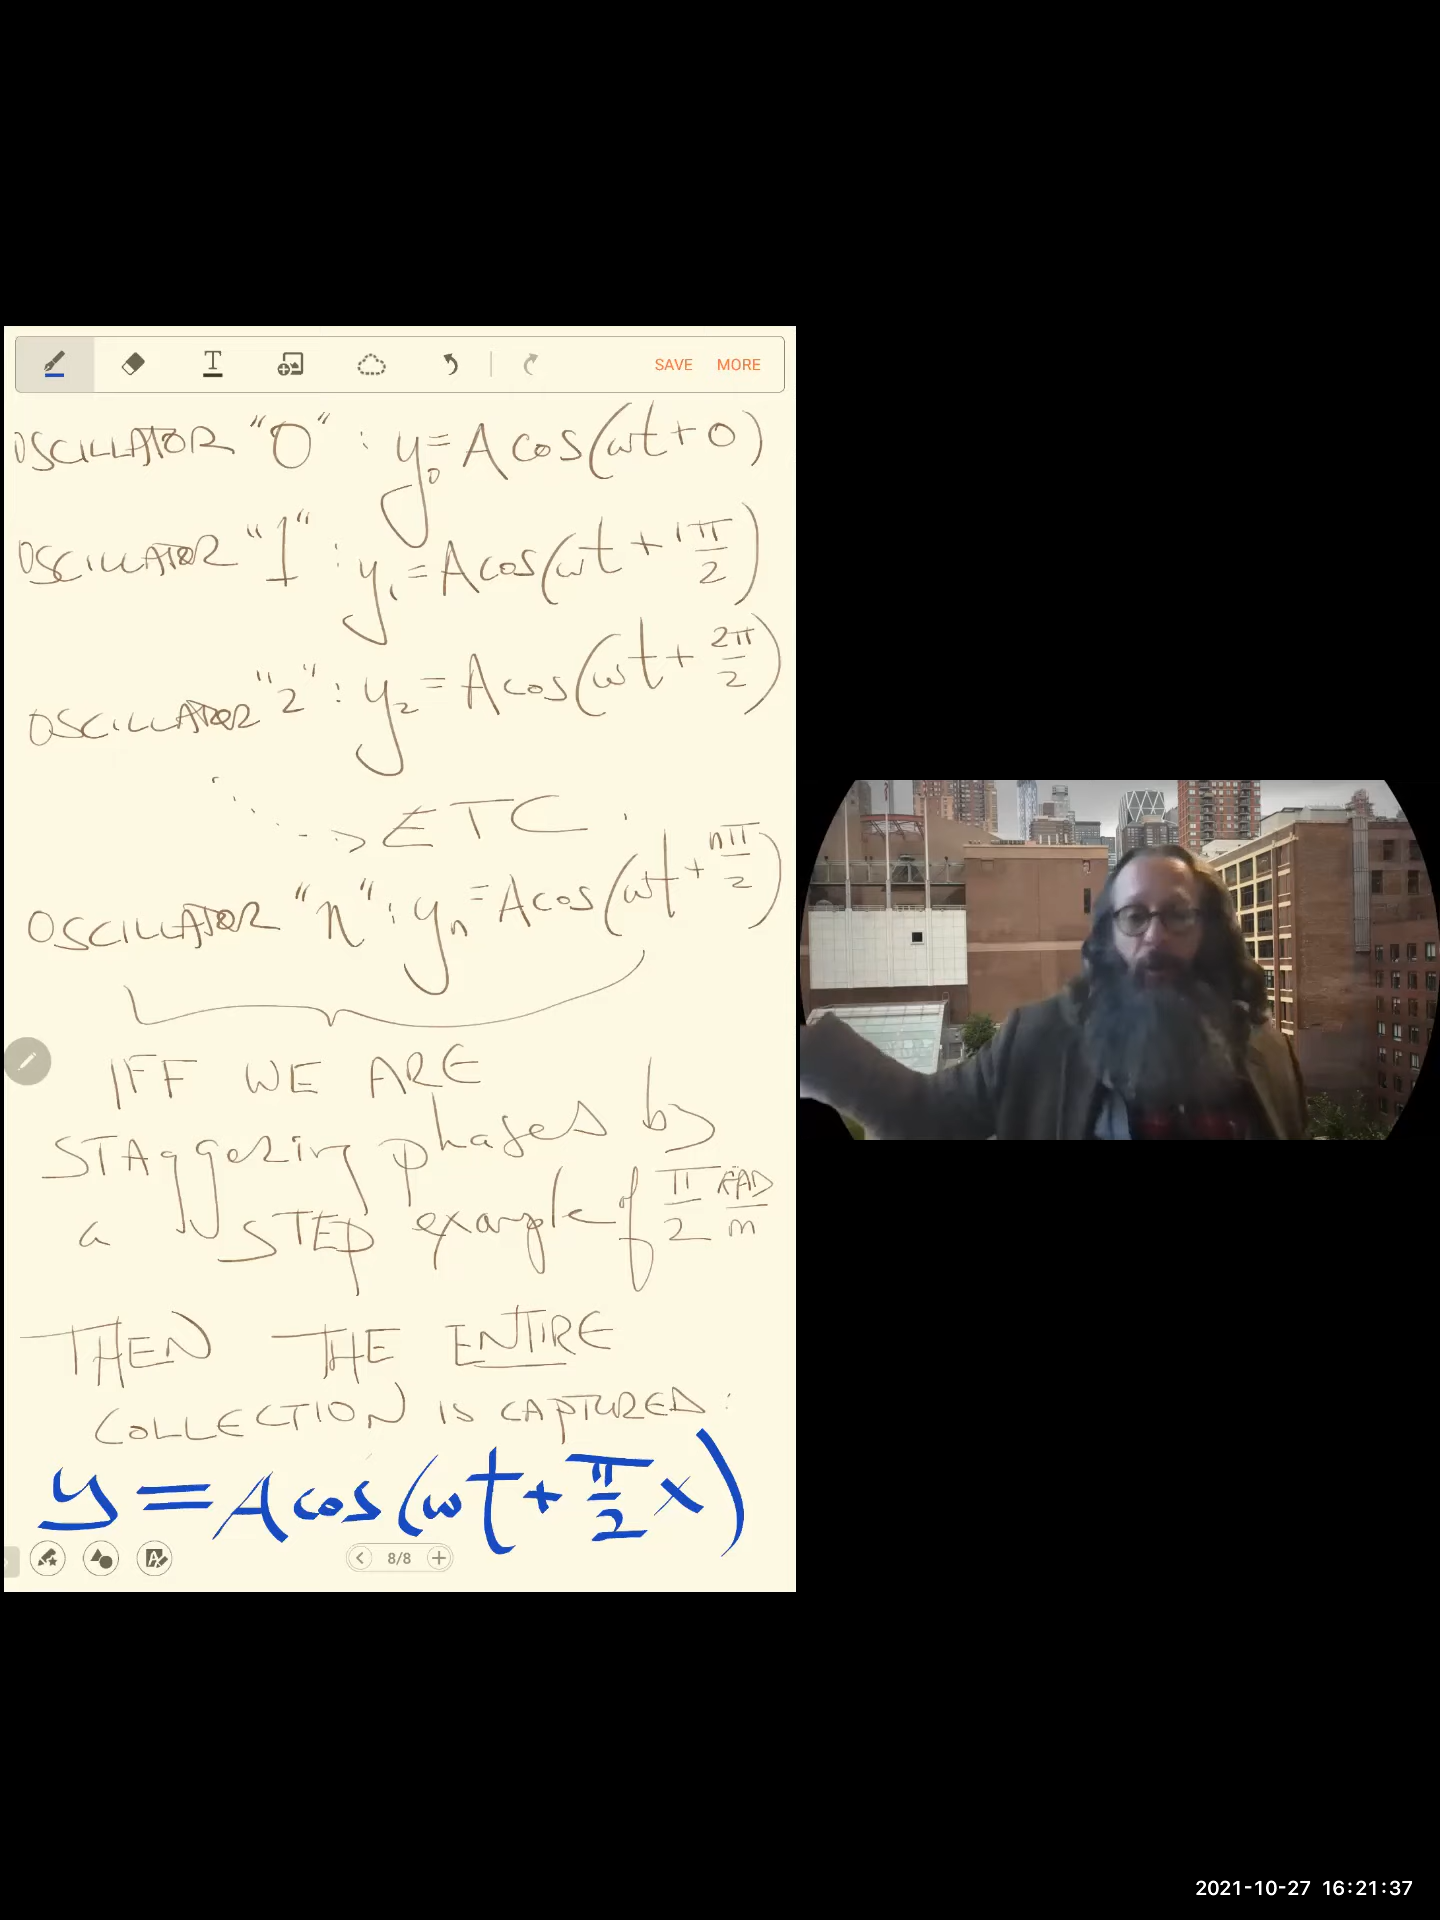 SAVE MORE
OSCILLATOR "0" : y₀ = A cos(ωt + 0)
OSCILLATOR "1" : y₁ = A cos(ωt + 1π/2)
OSCILLATOR "2" : y₂ = A cos(ωt + 2π/2)
ETC.
OSCILLATOR "n" : yₙ = A cos(ωt + nπ/2)
IFF WE ARE
STAggering phases by
a STEP example of π/2 RAD/m
THEN THE ENTIRE
COLLECTION IS CAPTURED :
y = A cos(ωt + π/2 x)
8/8
2021-10-27 16:21:37